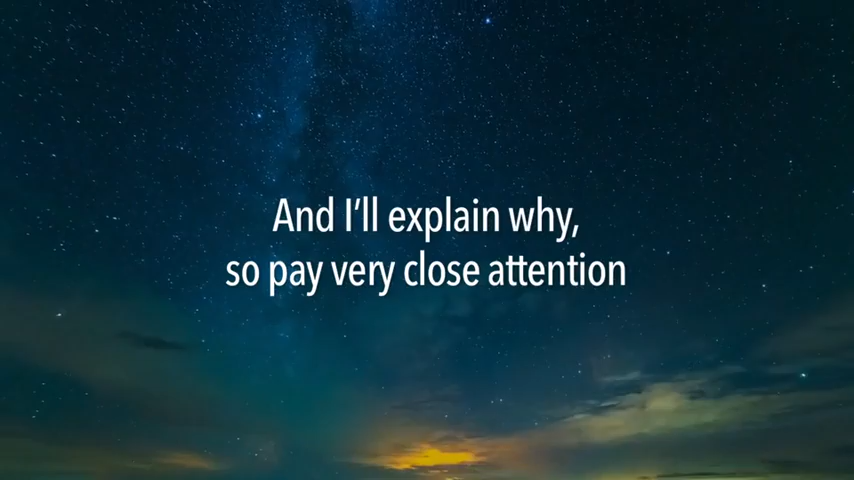 And I’ll explain why,
so pay very close attention